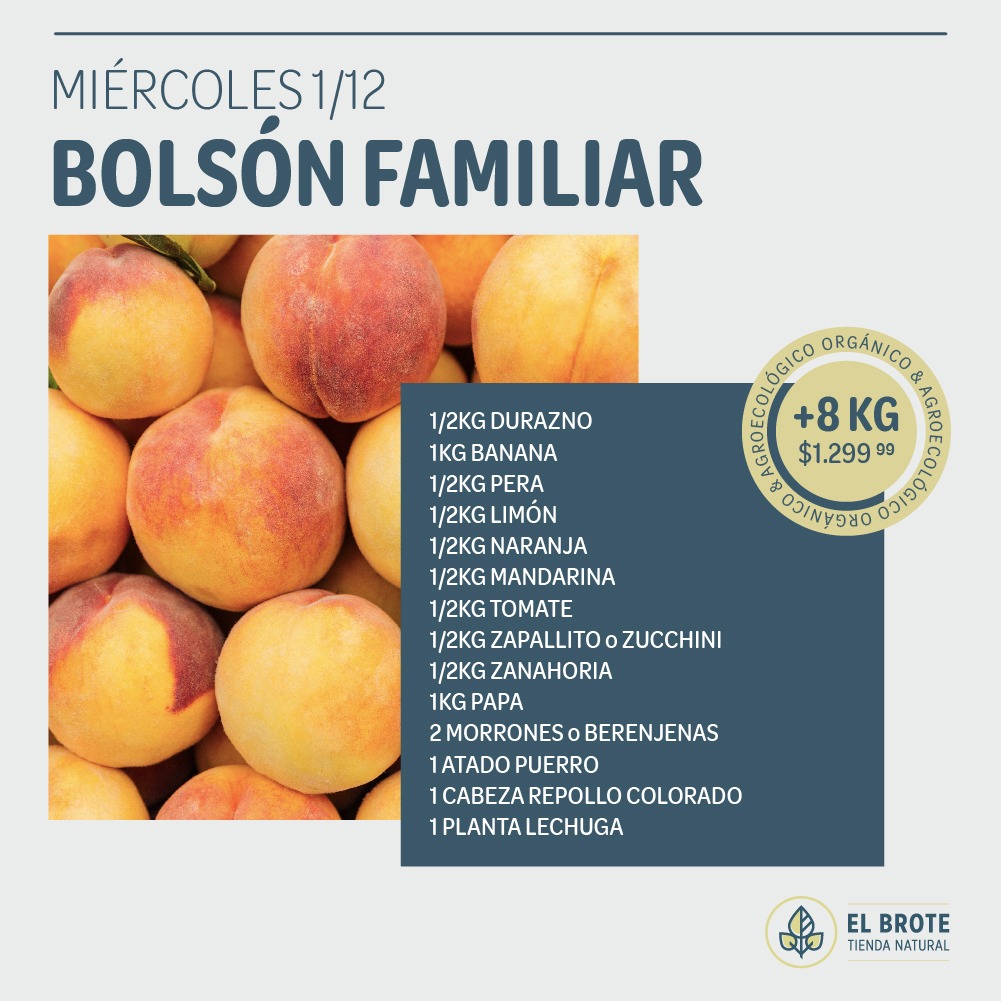 MIÉRCOLES 1/12
BOLSÓN FAMILIAR
ORGÁNICO & AGROECOLÓGICO ORGÁNICO & AGROECOLÓGICO
+8 KG
$1.299 99
1/2KG DURAZNO
1KG BANANA
1/2KG PERA
1/2KG LIMÓN
1/2KG NARANJA
1/2KG MANDARINA
1/2KG TOMATE
1/2KG ZAPALLITO o ZUCCHINI
1/2KG ZANAHORIA
1KG PAPA
2 MORRONES o BERENJENAS
1 ATADO PUERRO
1 CABEZA REPOLLO COLORADO
1 PLANTA LECHUGA
EL BROTE
TIENDA NATURAL